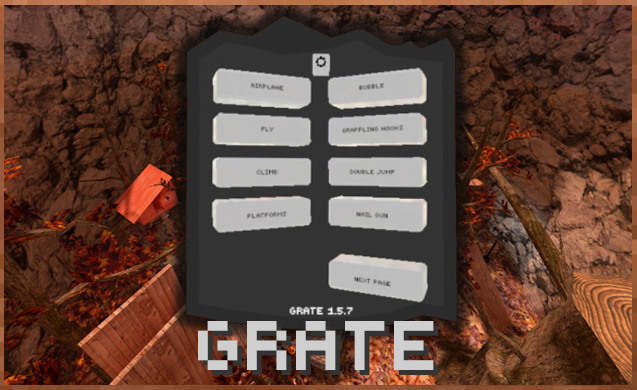 AIRPLANE
BUBBLE
FLY
GRAPPLING HOOKS
CLIMB
DOUBLE JUMP
PLATFORMS
NAIL GUN
NEXT PAGE
GRATE 1.5.7
GRATE